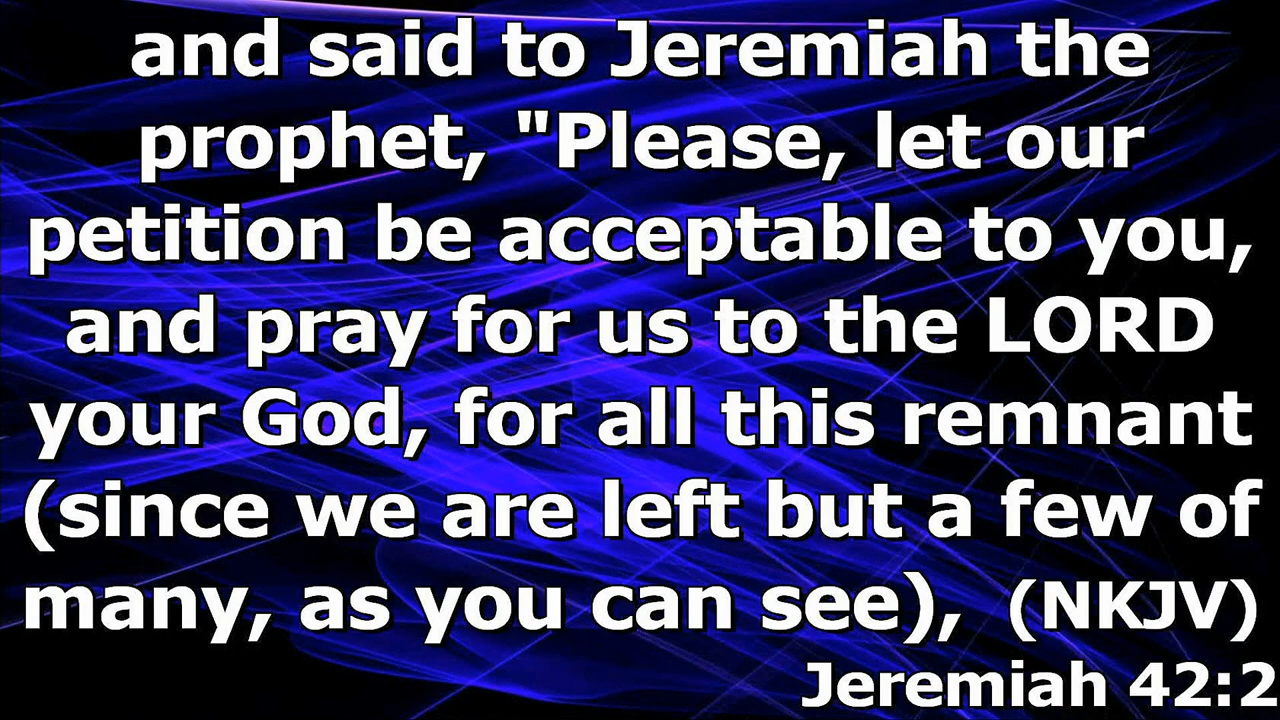 and said to Jeremiah the
prophet, "Please, let our
petition be acceptable to you,
and pray for us to the LORD
your God, for all this remnant
(since we are left but a few of
many, as you can see), (NKJV)
Jeremiah 42:2